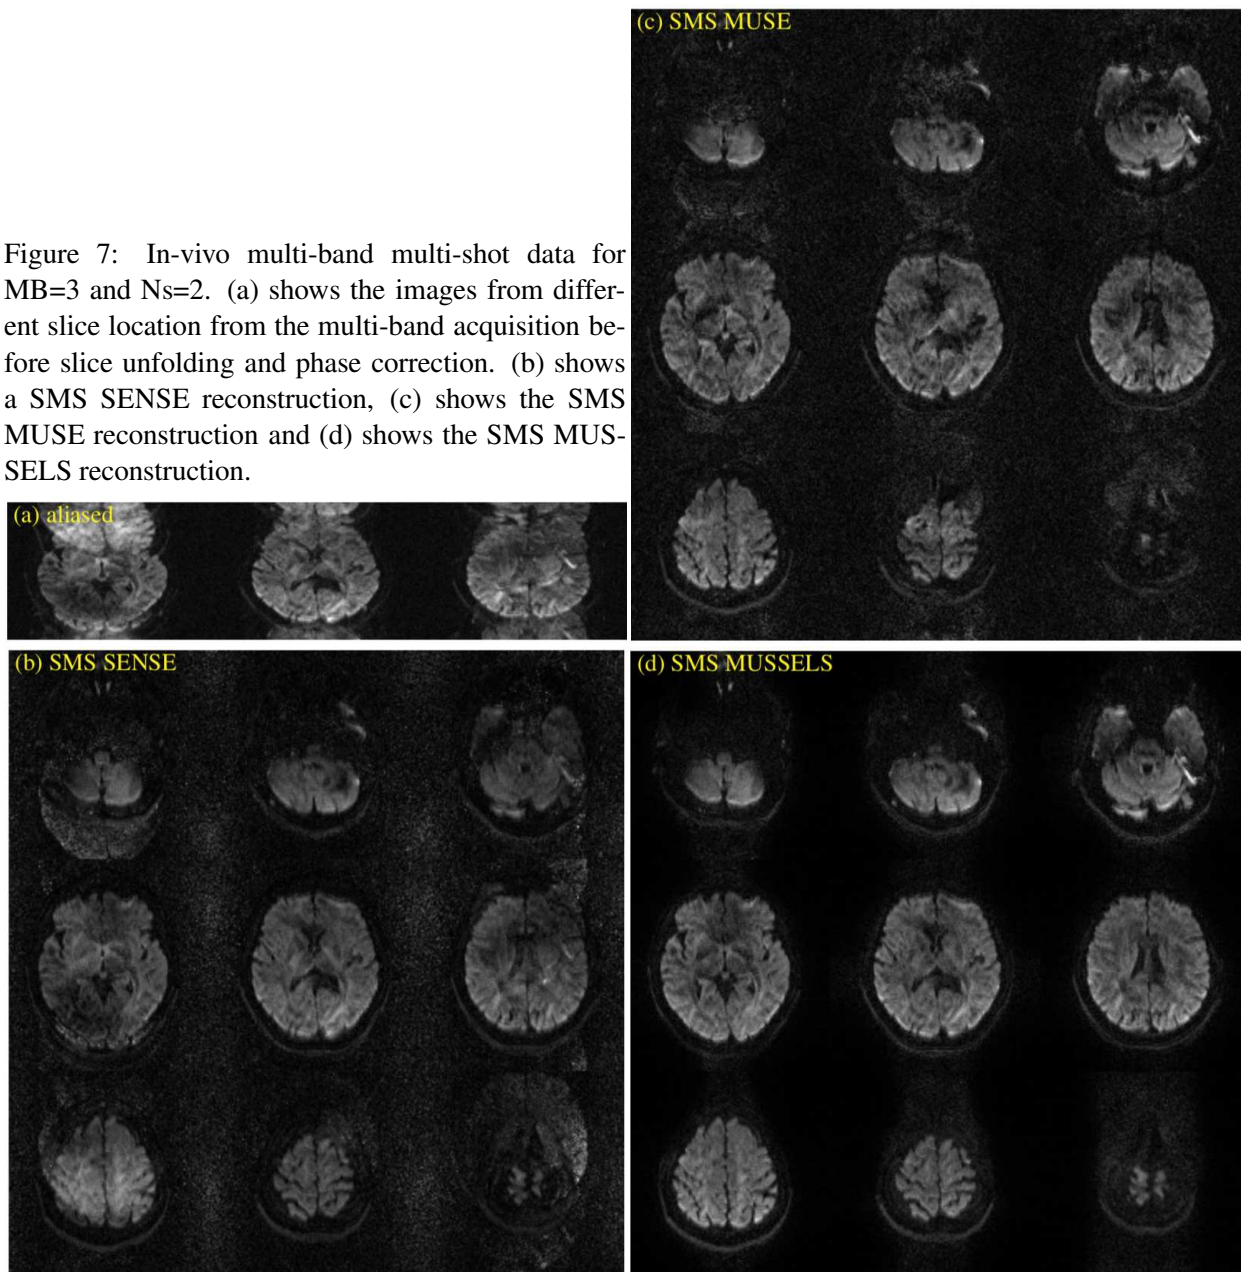 Figure 7: In-vivo multi-band multi-shot data for
MB=3 and Ns=2. (a) shows the images from differ-
ent slice location from the multi-band acquisition be-
fore slice unfolding and phase correction. (b) shows
a SMS SENSE reconstruction, (c) shows the SMS
MUSE reconstruction and (d) shows the SMS MUS-
SELS reconstruction.
(a) aliased
(b) SMS SENSE
(c) SMS MUSE
(d) SMS MUSSELS